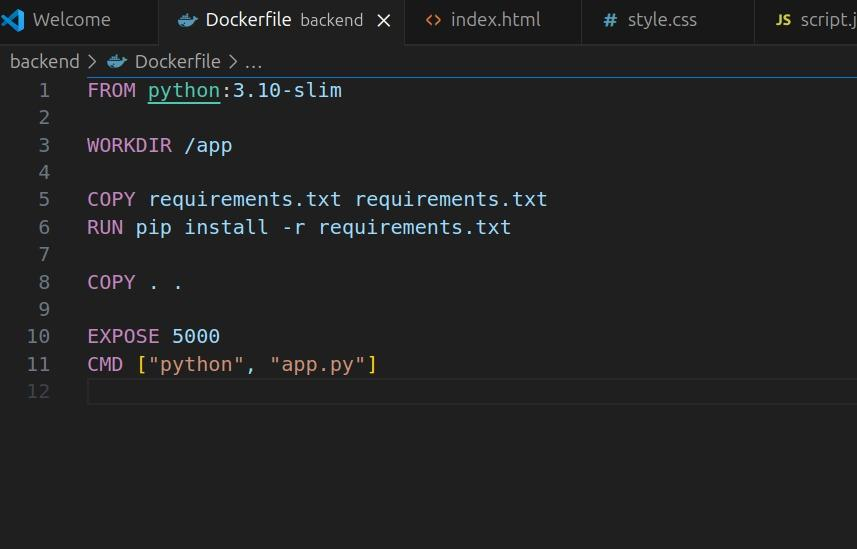 Welcome Dockerfile backend index.html style.css JS script.j
backend > Dockerfile > ...
1 FROM python:3.10-slim
2
3 WORKDIR /app
4
5 COPY requirements.txt requirements.txt
6 RUN pip install -r requirements.txt
7
8 COPY . .
9
10 EXPOSE 5000
11 CMD ["python", "app.py"]
12